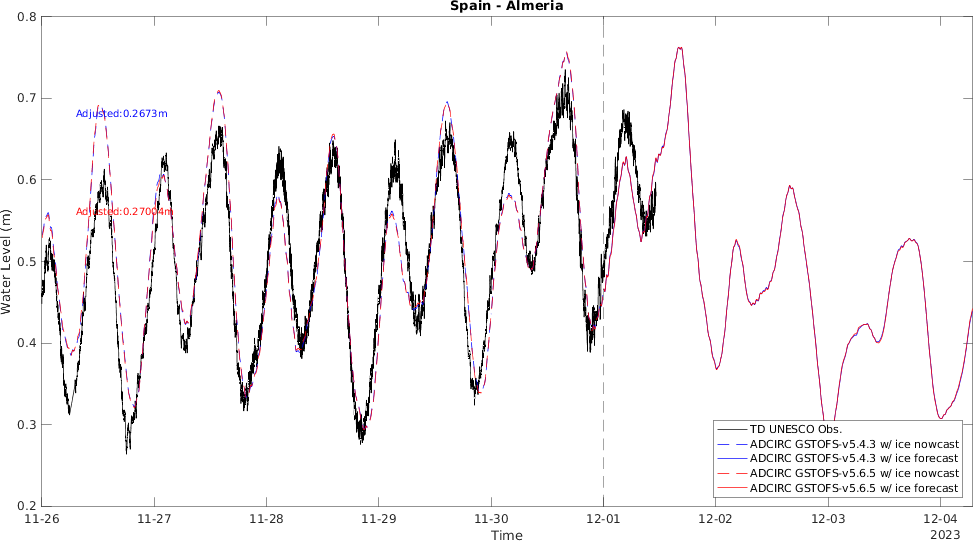 Spain - Almeria
0.8
0.7
0.6
0.5
0.4
0.3
0.2
Water Level (m)
Adjusted:0.2673m
Adjusted:0.27004m
TD UNESCO Obs.
ADCIRC GSTOFS-v5.4.3 w/ ice nowcast
ADCIRC GSTOFS-v5.4.3 w/ ice forecast
ADCIRC GSTOFS-v5.6.5 w/ ice nowcast
ADCIRC GSTOFS-v5.6.5 w/ ice forecast
11-26 11-27 11-28 11-29 11-30 12-01 12-02 12-03 12-04
Time
2023